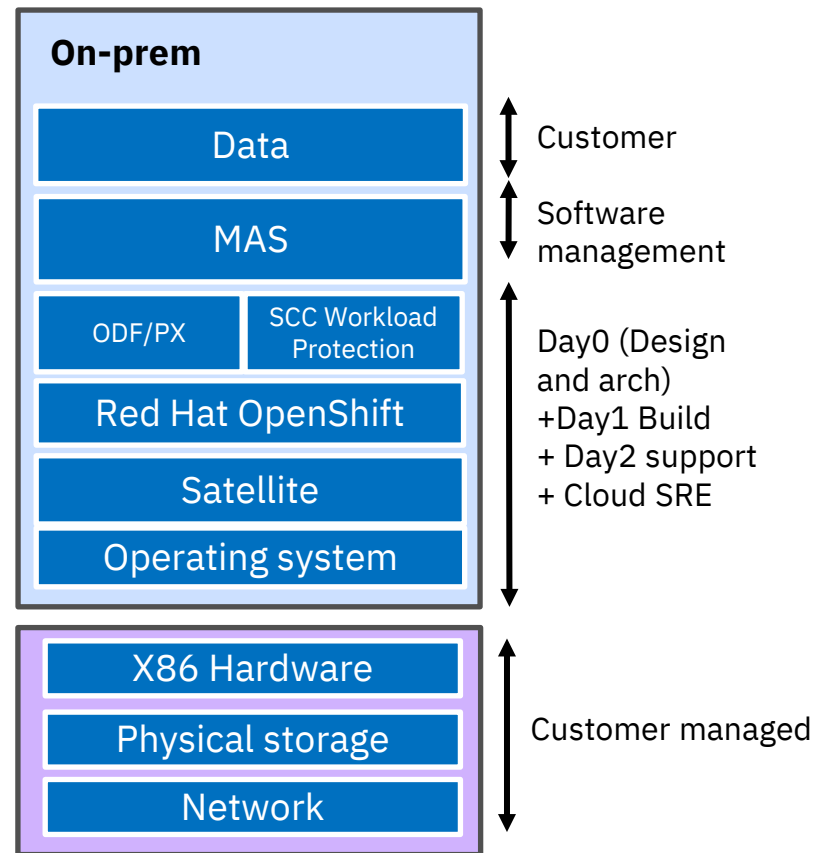 On-prem
Data
Customer
MAS
Software
management
ODF/PX
SCC Workload
Protection
Day0 (Design
and arch)
+Day1 Build
+ Day2 support
+ Cloud SRE
Red Hat OpenShift
Satellite
Operating system
X86 Hardware
Physical storage
Network
Customer managed